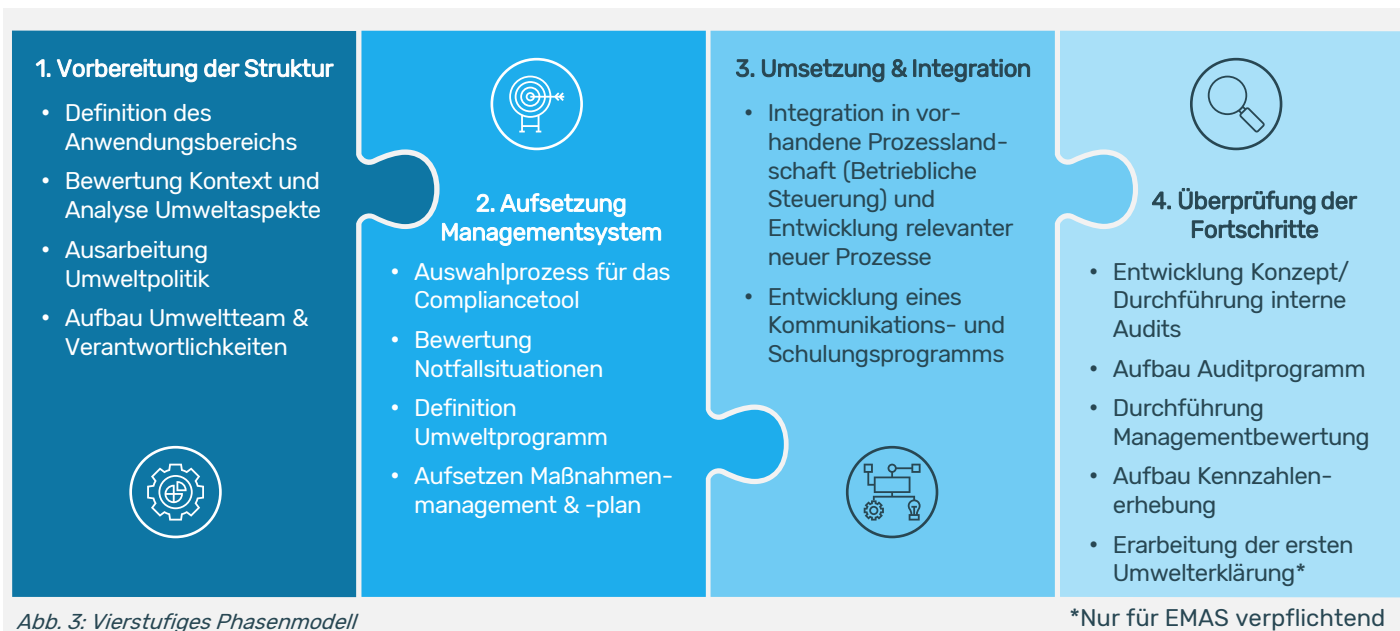 1. Vorbereitung der Struktur
• Definition des
Anwendungsbereichs
• Bewertung Kontext und
Analyse Umweltaspekte
• Ausarbeitung
Umweltpolitik
• Aufbau Umweltteam &
Verantwortlichkeiten
2. Aufsetzung
Managementsystem
• Auswahlprozess für das
Compliancetool
• Bewertung
Notfallsituationen
• Definition
Umweltprogramm
• Aufsetzen Maßnahmen-
management & -plan
3. Umsetzung & Integration
• Integration in vor-
handene Prozessland-
schaft (Betriebliche
Steuerung) und
Entwicklung relevanter
neuer Prozesse
• Entwicklung eines
Kommunikations- und
Schulungsprogramms
4. Überprüfung der
Fortschritte
• Entwicklung Konzept/
Durchführung interne
Audits
• Aufbau Auditprogramm
• Durchführung
Managementbewertung
• Aufbau Kennzahlen-
erhebung
• Erarbeitung der ersten
Umwelterklärung*
Abb. 3: Vierstufiges Phasenmodell
*Nur für EMAS verpflichtend